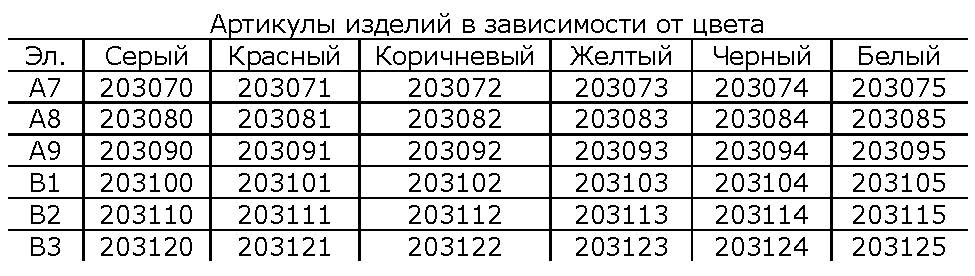 Артикулы изделий в зависимости от цвета
Эл. Серый Красный Коричневый Желтый Черный Белый
A7 203070 203071 203072 203073 203074 203075
A8 203080 203081 203082 203083 203084 203085
A9 203090 203091 203092 203093 203094 203095
B1 203100 203101 203102 203103 203104 203105
B2 203110 203111 203112 203113 203114 203115
B3 203120 203121 203122 203123 203124 203125